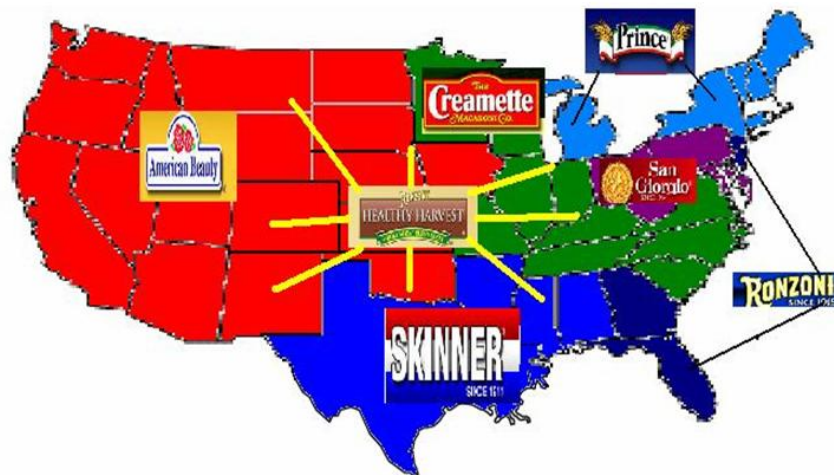 Prince
THE
Creamette
MACARONI CO.
American Beauty
San
Giorgio
HEALTHY HARVEST
RONZONI
SINCE 1915
SKINNER
SINCE 1911